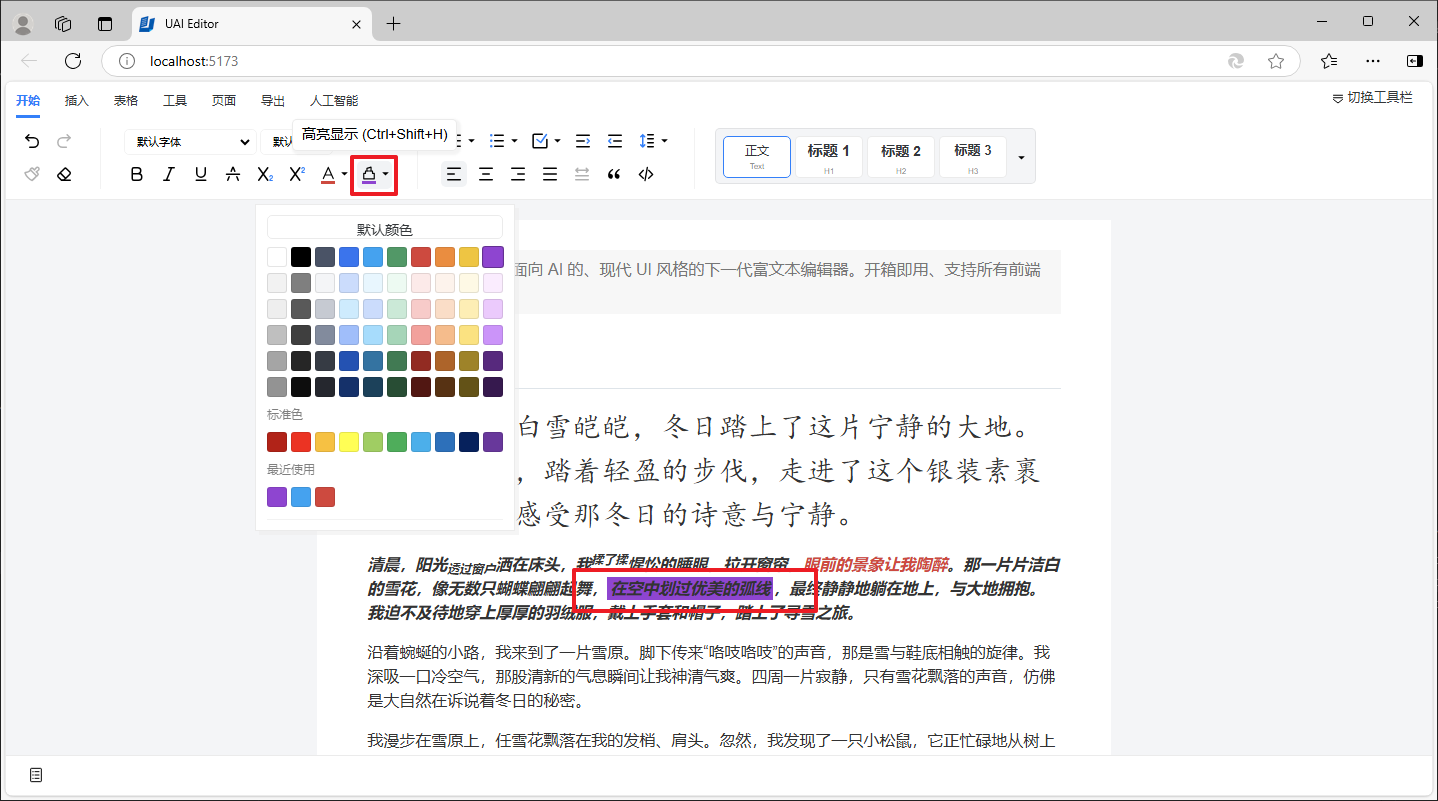 UAI Editor
localhost:5173
开始 插入 表格 工具 页面 导出 人工智能
切换工具栏
高亮显示 (Ctrl+Shift+H)
默认字体 默认
正文 标题 1 标题 2 标题 3
Text H1 H2 H3
B I U A X₂ X² A
默认颜色
面向 AI 的、现代 UI 风格的下一代富文本编辑器。开箱即用、支持所有前端
标准色
最近使用
白雪皑皑，冬日踏上了这片宁静的大地。
，踏着轻盈的步伐，走进了这个银装素裹
感受那冬日的诗意与宁静。
清晨，阳光透过窗户洒在床头，我揉了揉惺忪的睡眼，拉开窗帘，眼前的景象让我陶醉。那一片片洁白
的雪花，像无数只蝴蝶翩翩起舞，在空中划过优美的弧线，最终静静地躺在地上，与大地拥抱。
我迫不及待地穿上厚厚的羽绒服，戴上手套和帽子，踏上了寻雪之旅。
沿着蜿蜒的小路，我来到了一片雪原。脚下传来“咯吱咯吱”的声音，那是雪与鞋底相触的旋律。我
深吸一口冷空气，那股清新的气息瞬间让我神清气爽。四周一片寂静，只有雪花飘落的声音，仿佛
是大自然在诉说着冬日的秘密。
我漫步在雪原上，任雪花飘落在我的发梢、肩头。忽然，我发现了一只小松鼠，它正忙碌地从树上